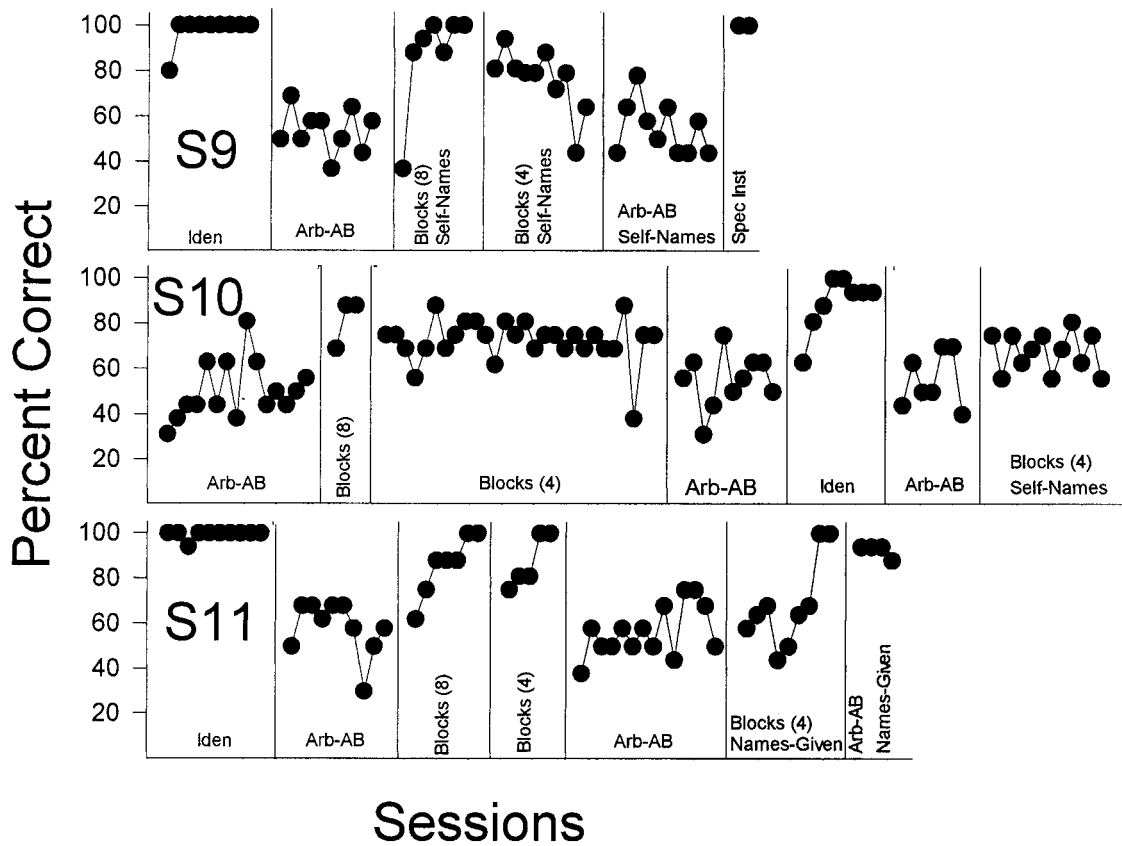 Percent Correct
100
80
60
40
20
S9
Iden
Arb-AB
Blocks (8)
Self-Names
Blocks (4)
Self-Names
Arb-AB
Self-Names
Spec Inst
100
80
60
40
20
S10
Arb-AB
Blocks (8)
Blocks (4)
Arb-AB
Iden
Arb-AB
Blocks (4)
Self-Names
100
80
60
40
20
S11
Iden
Arb-AB
Blocks (8)
Blocks (4)
Arb-AB
Blocks (4)
Names-Given
Arb-AB
Names-Given
Sessions